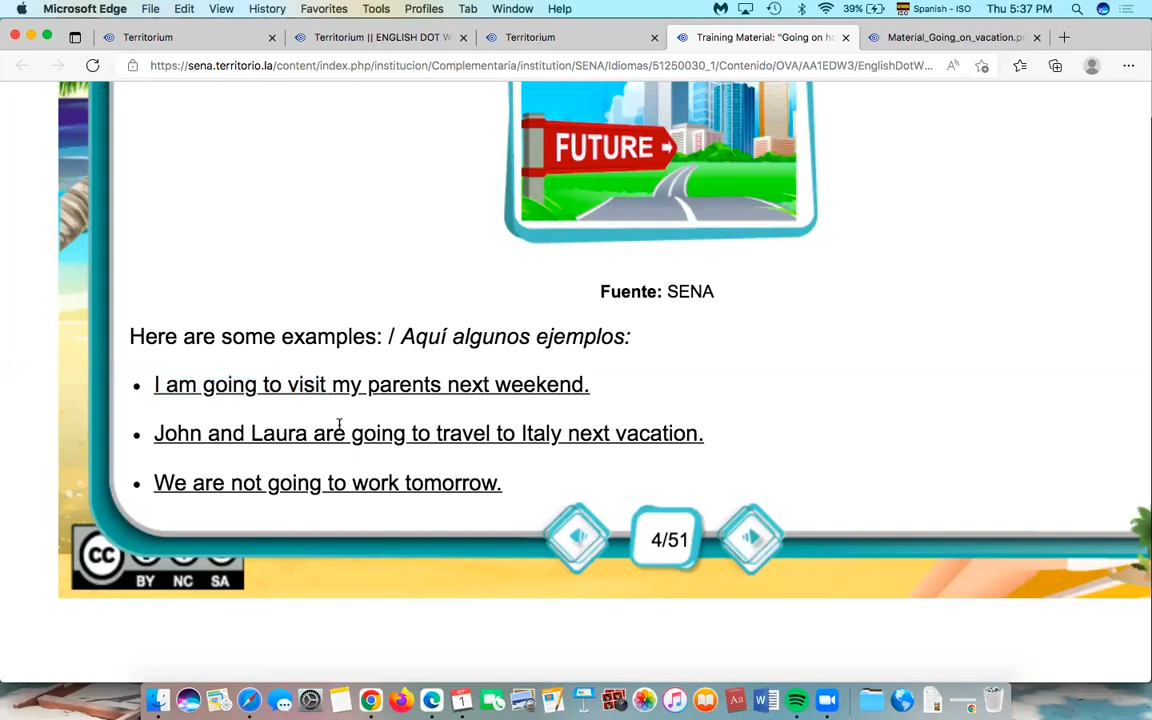 Microsoft Edge File Edit View History Favorites Tools Profiles Tab Window Help 39% Spanish - ISO Thu 5:37 PM
Territorium Territorium || ENGLISH DOT W Territorium Training Material: "Going on ho Material_Going_on_vacation.pd
https://sena.territorio.la/content/index.php/institucion/Complementaria/institution/SENA/Idiomas/51250030_1/Contenido/OVA/AA1EDW3/EnglishDotW...
FUTURE
Fuente: SENA
Here are some examples: / Aquí algunos ejemplos:
• I am going to visit my parents next weekend.
• John and Laura are going to travel to Italy next vacation.
• We are not going to work tomorrow.
4/51
CC BY NC SA